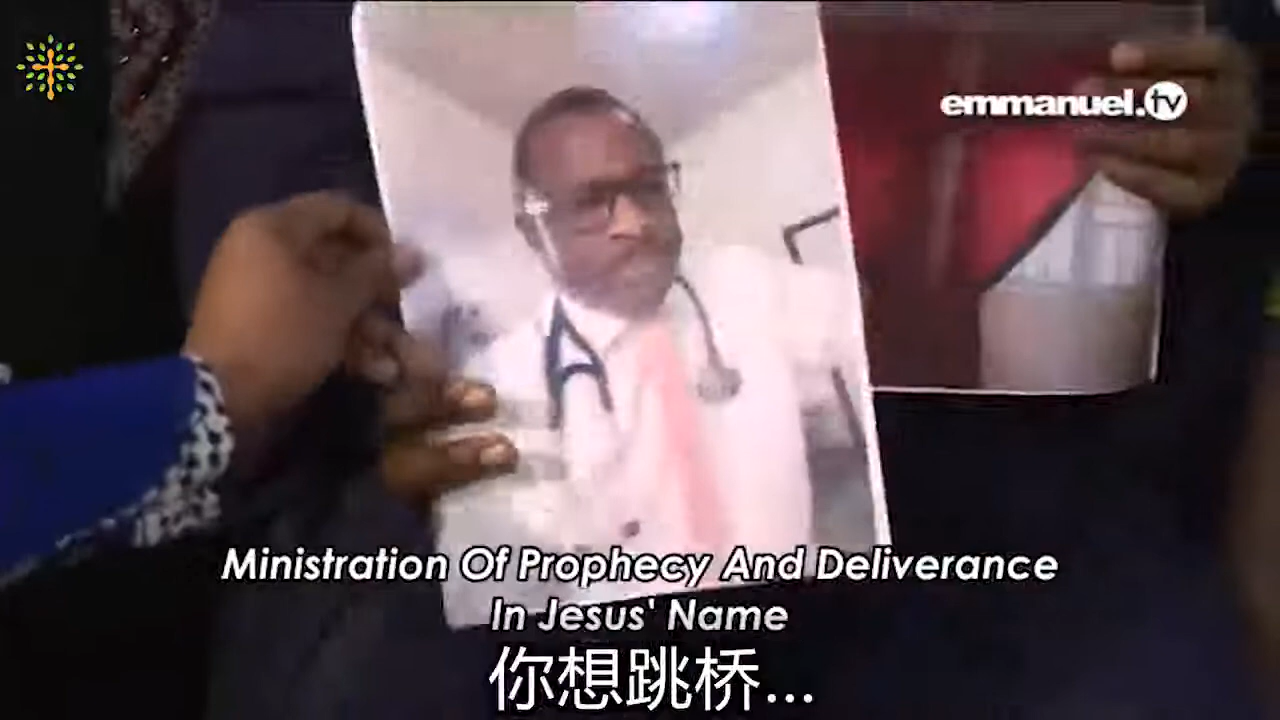 emmanuel.tv
Ministration Of Prophecy And Deliverance
In Jesus' Name
你想跳桥...